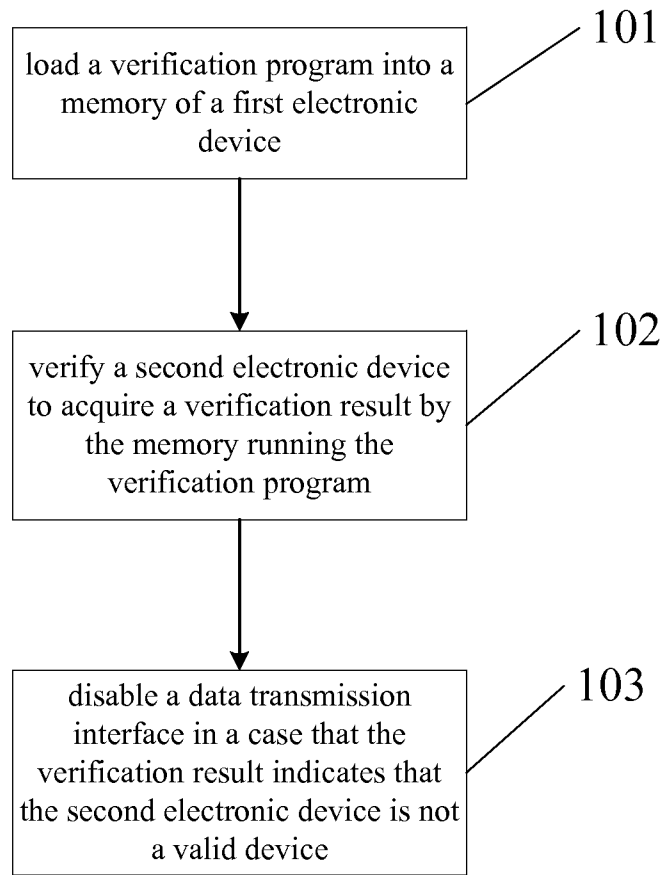 101
load a verification program into a
memory of a first electronic
device
102
verify a second electronic device
to acquire a verification result by
the memory running the
verification program
103
disable a data transmission
interface in a case that the
verification result indicates that
the second electronic device is not
a valid device